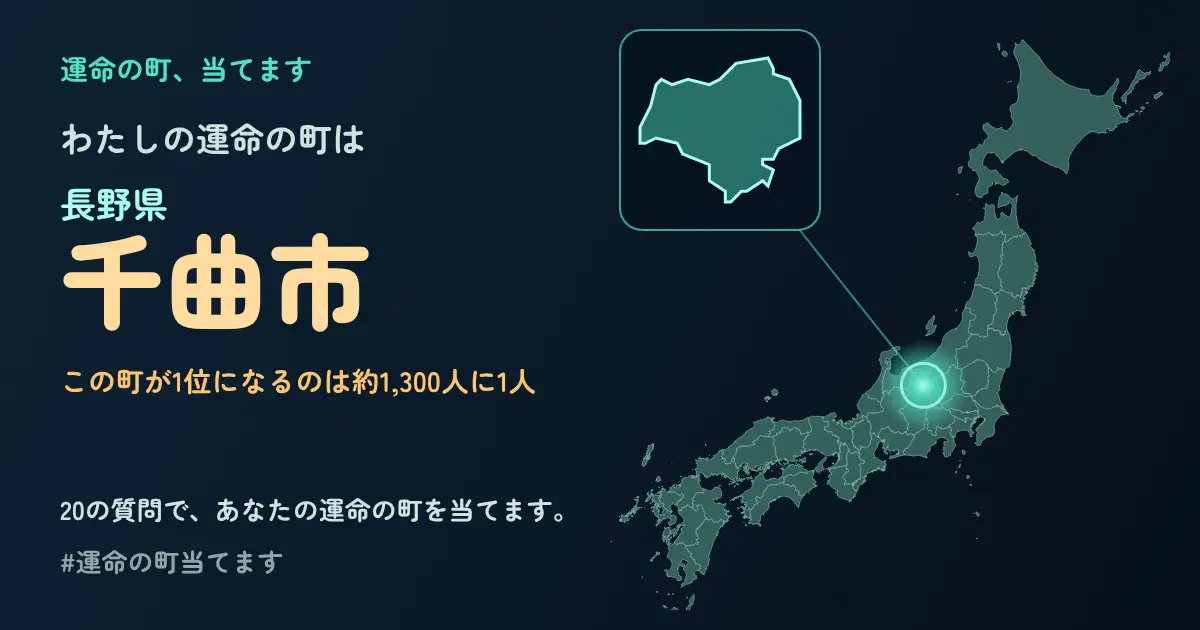 運命の町、当てます
わたしの運命の町は
長野県
千曲市
この町が1位になるのは約1,300人に1人
20の質問で、あなたの運命の町を当てます。
#運命の町当てます